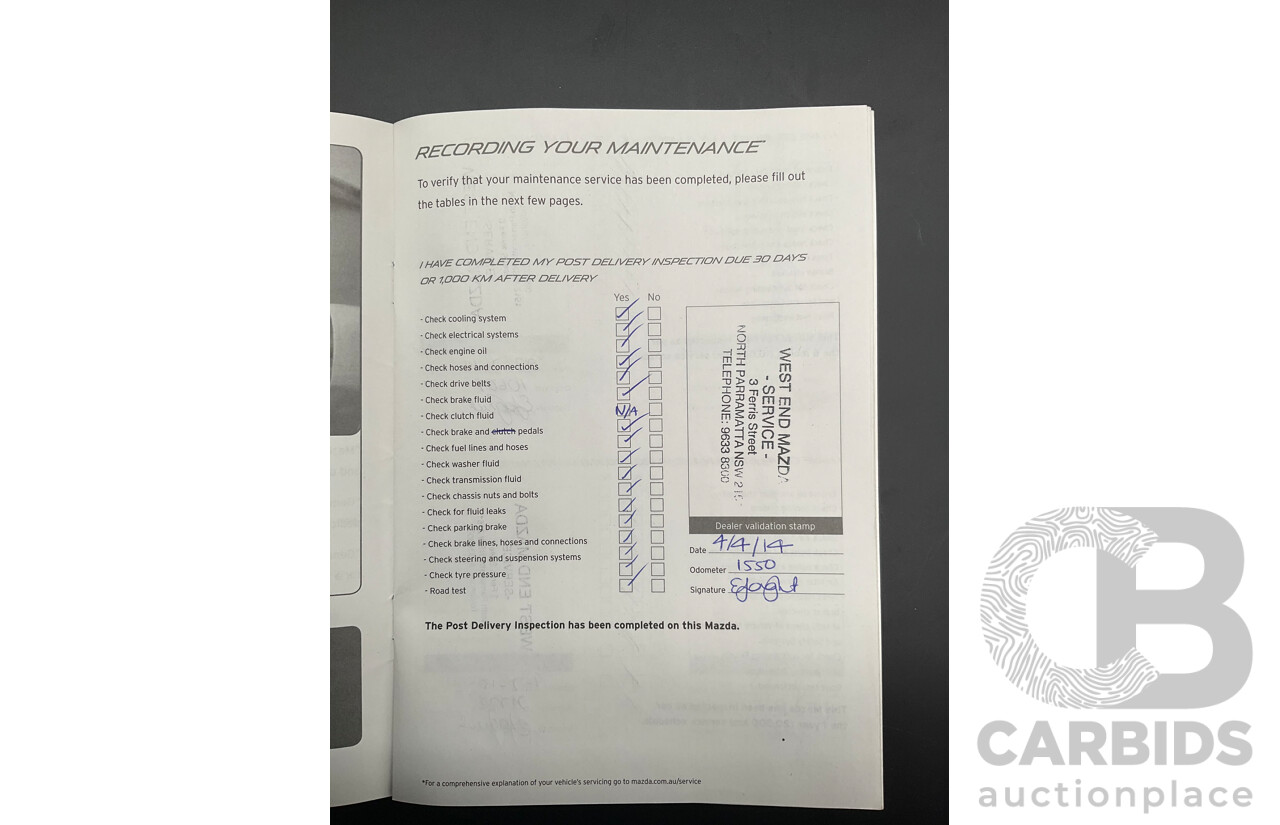 RECORDING YOUR MAINTENANCE*
To verify that your maintenance service has been completed, please fill out
the tables in the next few pages.
I HAVE COMPLETED MY POST DELIVERY INSPECTION DUE 30 DAYS
OR 1,000 KM AFTER DELIVERY
Yes No
- Check cooling system
- Check electrical systems
- Check engine oil
- Check hoses and connections
- Check drive belts
- Check brake fluid
- Check clutch fluid N/A
- Check brake and clutch pedals
- Check fuel lines and hoses
- Check washer fluid
- Check transmission fluid
- Check chassis nuts and bolts
- Check for fluid leaks
- Check parking brake
- Check brake lines, hoses and connections
- Check steering and suspension systems
- Check tyre pressure
- Road test
WEST END MAZDA
- SERVICE -
3 Ferris Street
NORTH PARRAMATTA NSW
TELEPHONE: 9633 8300
Dealer validation stamp
Date 4/4/14
Odometer 1550
Signature
The Post Delivery Inspection has been completed on this Mazda.
*For a comprehensive explanation of your vehicle's servicing go to mazda.com.au/service
CB
CARBIDS
auctionplace